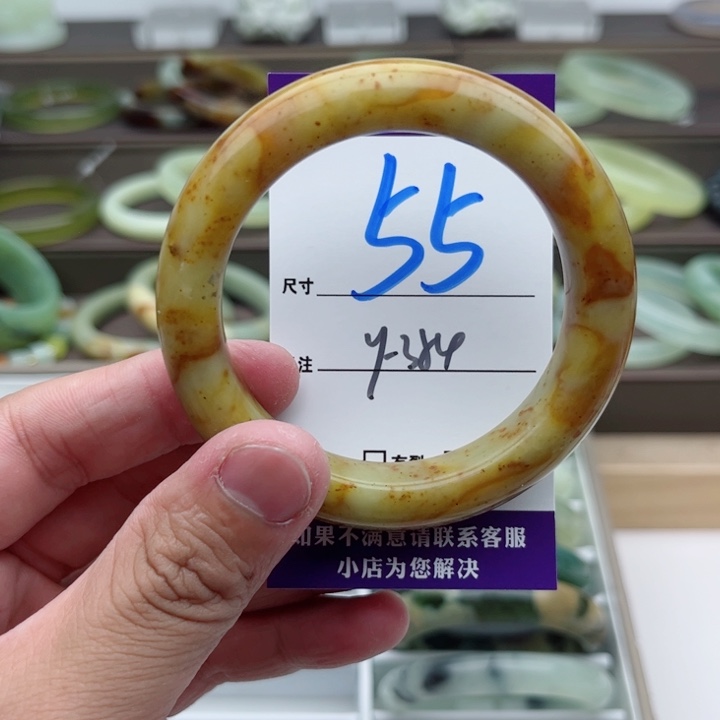 尺寸 55
注 y-384
如果不满意请联系客服
小店为您解决